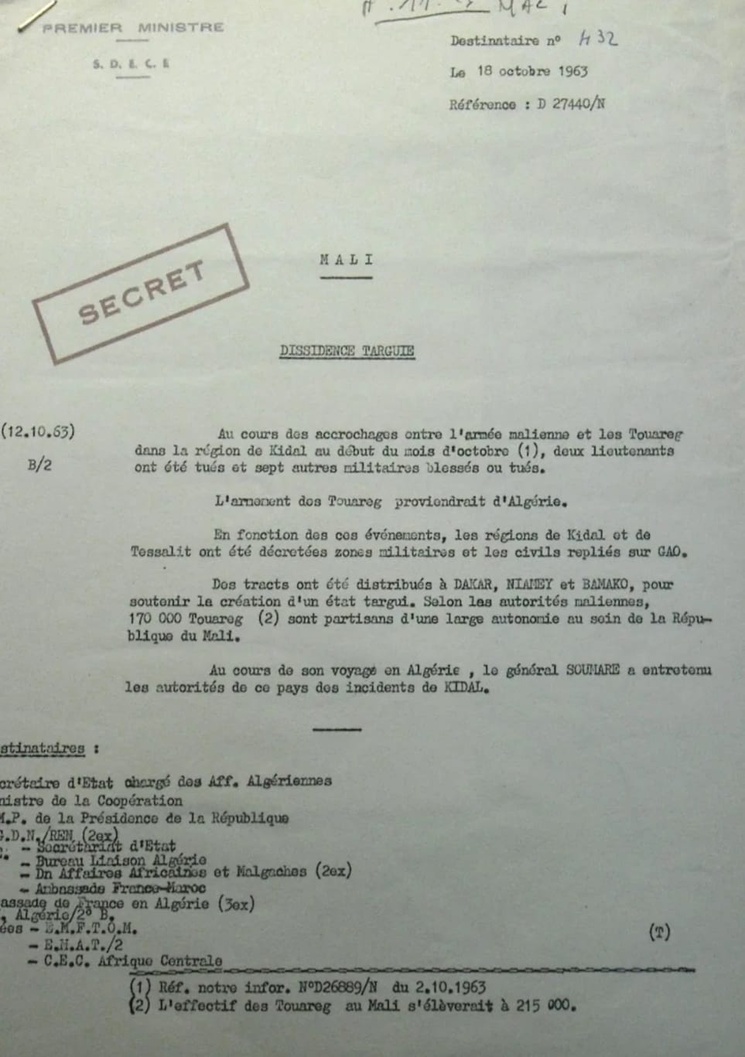 MAL
PREMIER MINISTRE
S. D. E. C. E
Destinataire n° 432
Le 18 octobre 1963
Référence : D 27440/N
SECRET
MALI
DISSIDENCE TARGUIE
(12.10.63)
B/2
Au cours des accrochages entre l'armée malienne et les Touareg
dans la région de Kidal au début du mois d'octobre (1), deux lieutenants
ont été tués et sept autres militaires blessés ou tués.
L'armement des Touareg proviendrait d'Algérie.
En fonction des ces événements, les régions de Kidal et de
Tessalit ont été décrétées zones militaires et les civils repliés sur GAO.
Des tracts ont été distribués à DAKAR, NIAMEY et BAMAKO, pour
soutenir la création d'un état targui. Selon les autorités maliennes,
170 000 Touareg (2) sont partisans d'une large autonomie au sein de la Répu-
blique du Mali.
Au cours de son voyage en Algérie , le général SOUMARE a entretenu
les autorités de ce pays des incidents de KIDAL.
stinataires :
crétaire d'Etat chargé des Aff. Algériennes
nistre de la Coopération
M.P. de la Présidence de la République
G.D.N./REN (2ex)
- Secrétariat d'Etat
" - Bureau Liaison Algérie
- Dn Affaires Africaines et Malgaches (2ex)
- Ambassade France-Maroc
assade de France en Algérie (3ex)
, Algérie/2° B.
ées - E.M.F.T.O.M.
- E.M.A.T./2
- C.E.C. Afrique Centrale
(T)
(1) Réf. notre infor. N°D26889/N du 2.10.1963
(2) L'effectif des Touareg au Mali s'élèverait à 215 000.